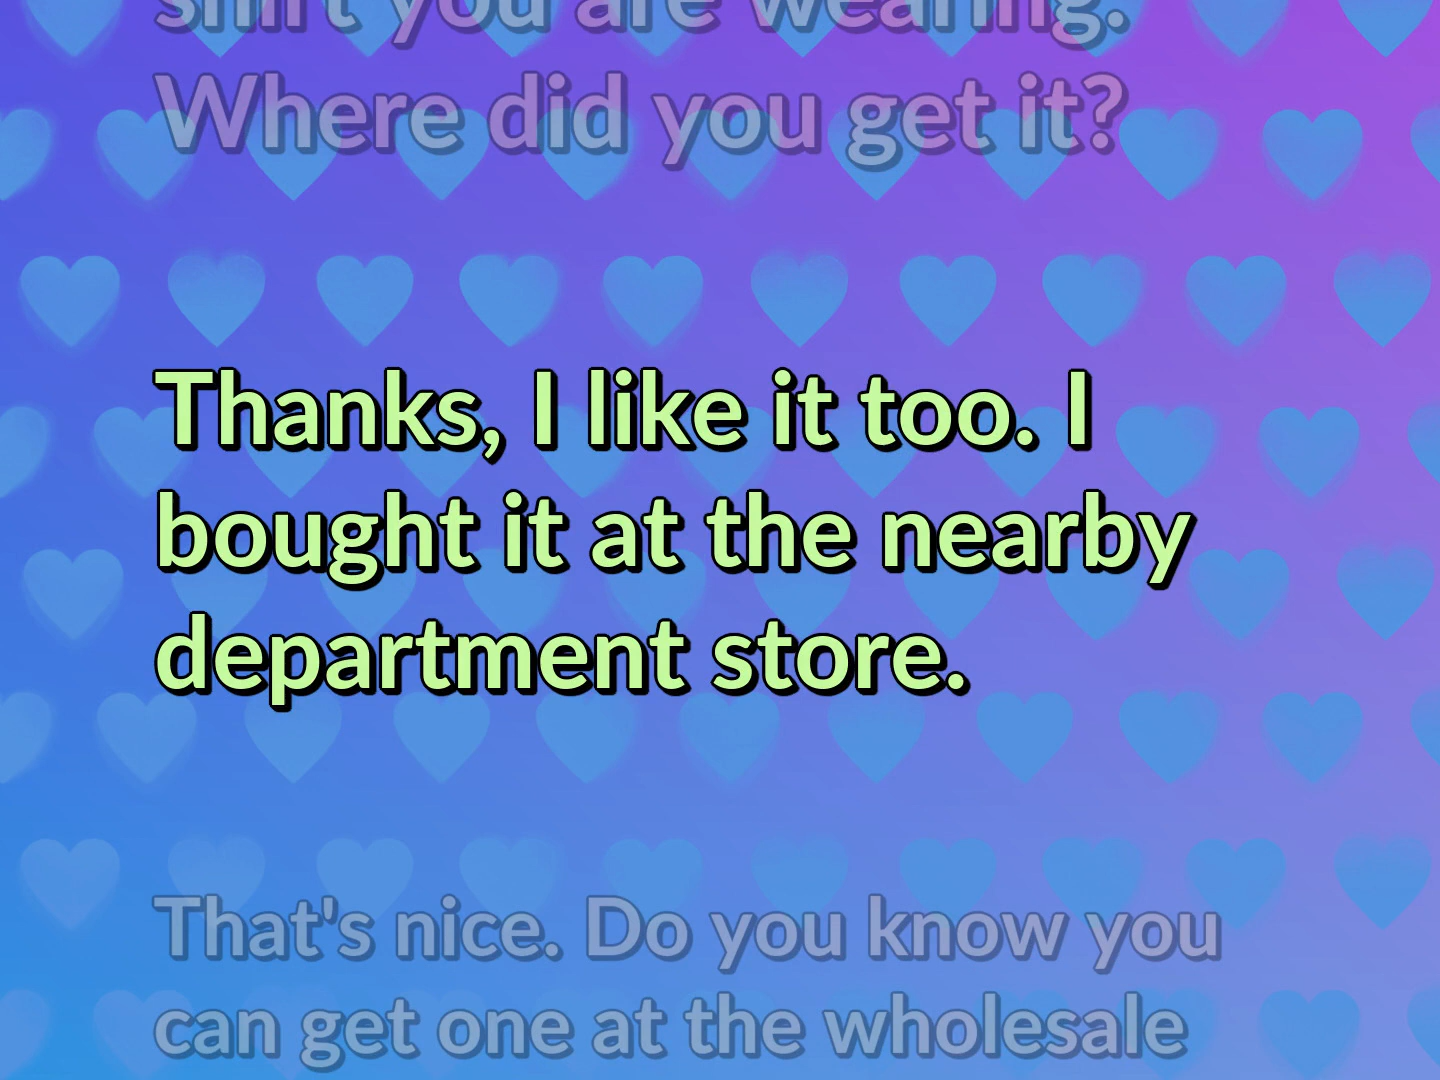 shirt you are wearing.
Where did you get it?
Thanks, I like it too. I
bought it at the nearby
department store.
That's nice. Do you know you
can get one at the wholesale